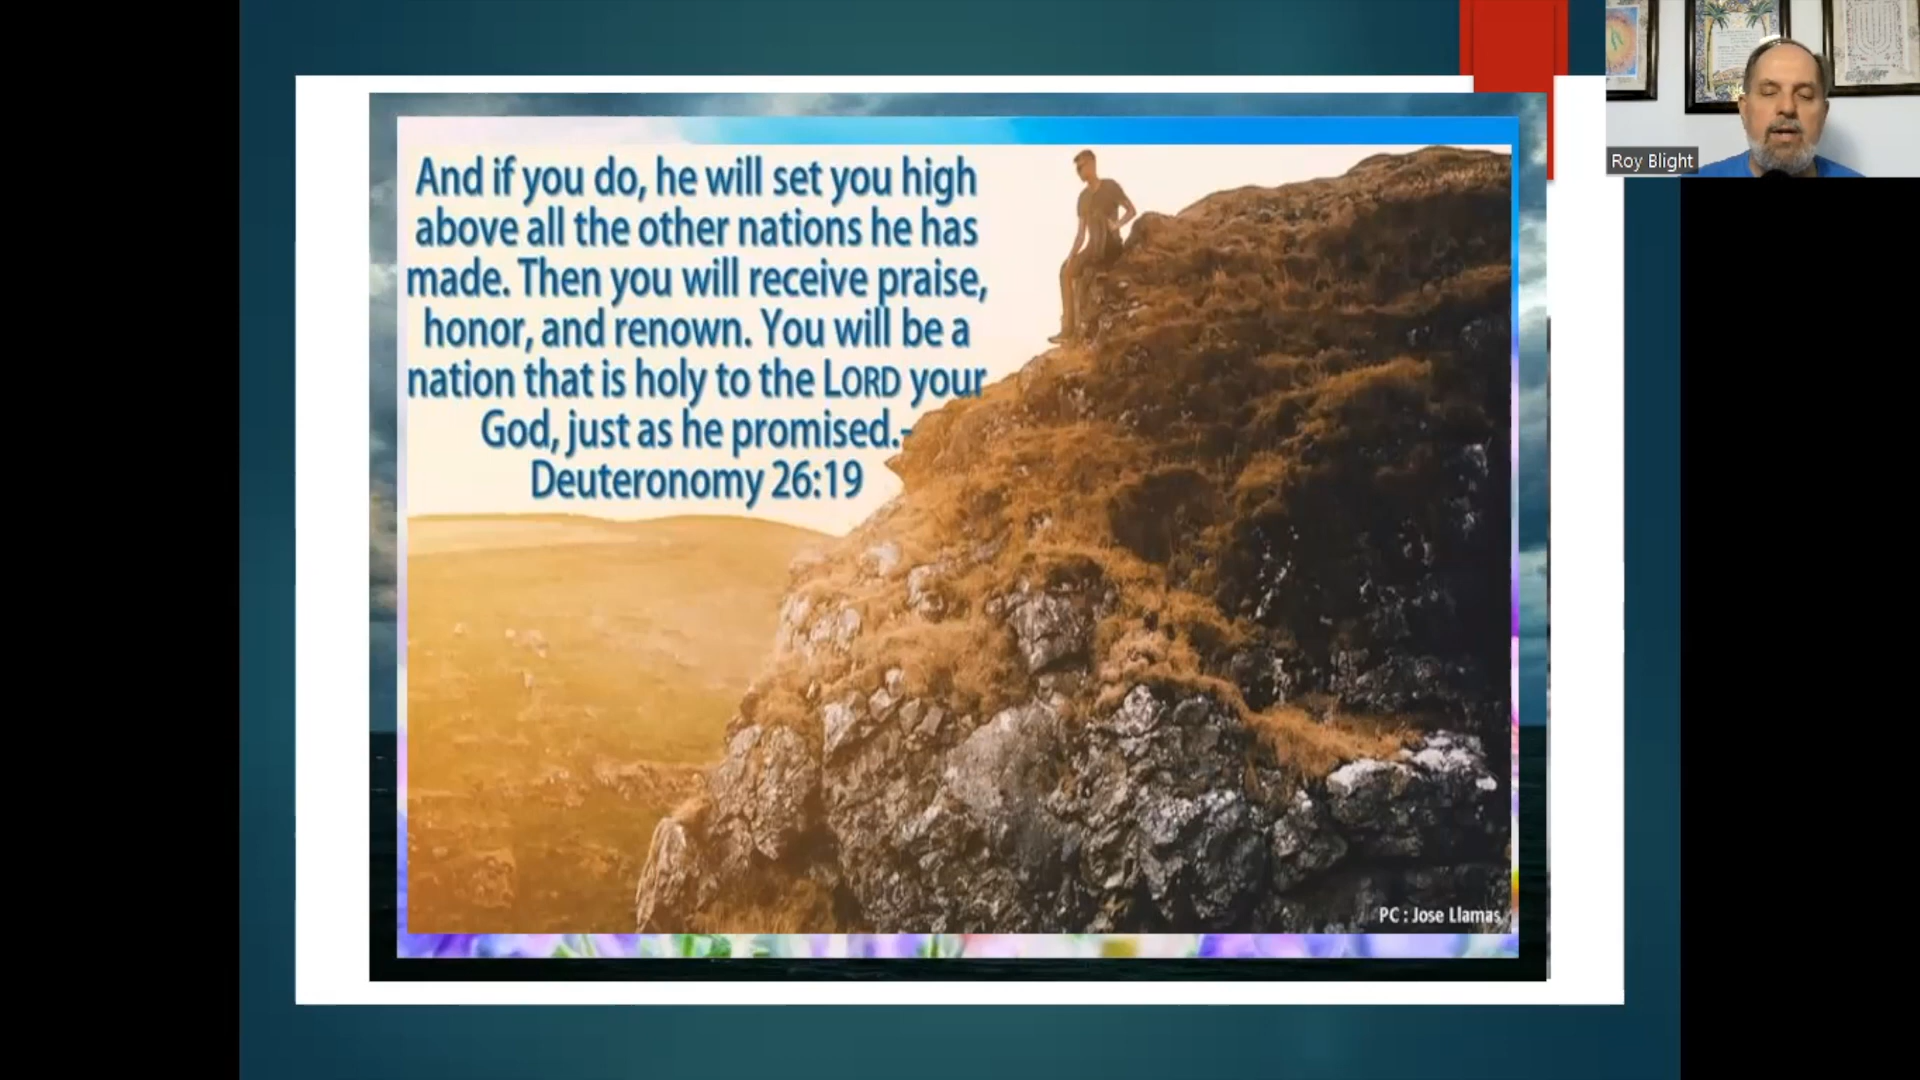 And if you do, he will set you high
above all the other nations he has
made. Then you will receive praise,
honor, and renown. You will be a
nation that is holy to the LORD your
God, just as he promised.-
Deuteronomy 26:19
PC : Jose Llamas
Roy Blight